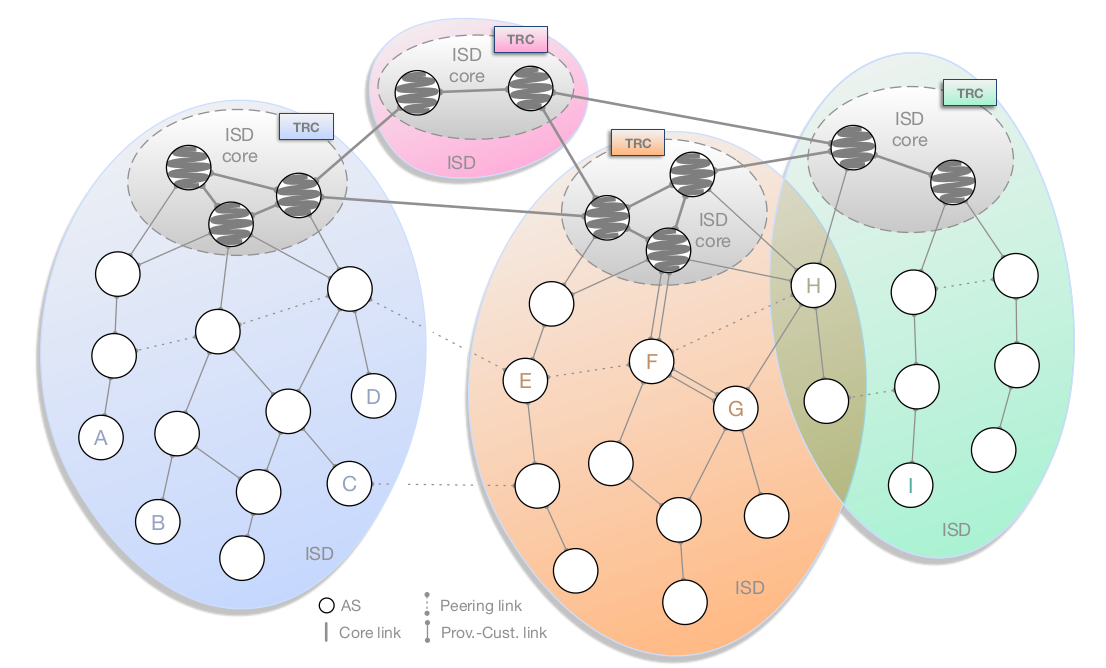 TRC
ISD
core
ISD
TRC
ISD
core
TRC
ISD
core
TRC
ISD
core
A
B
C
D
ISD
E
F
G
H
ISD
I
ISD
AS
Peering link
Core link
Prov.-Cust. link